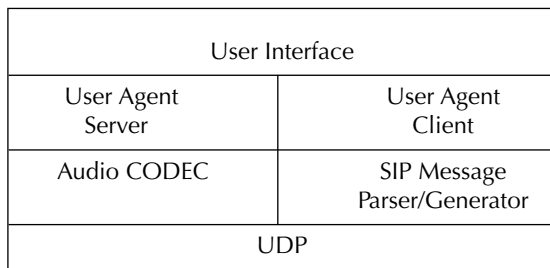 User Interface
User Agent
Server
User Agent
Client
Audio CODEC
SIP Message
Parser/Generator
UDP